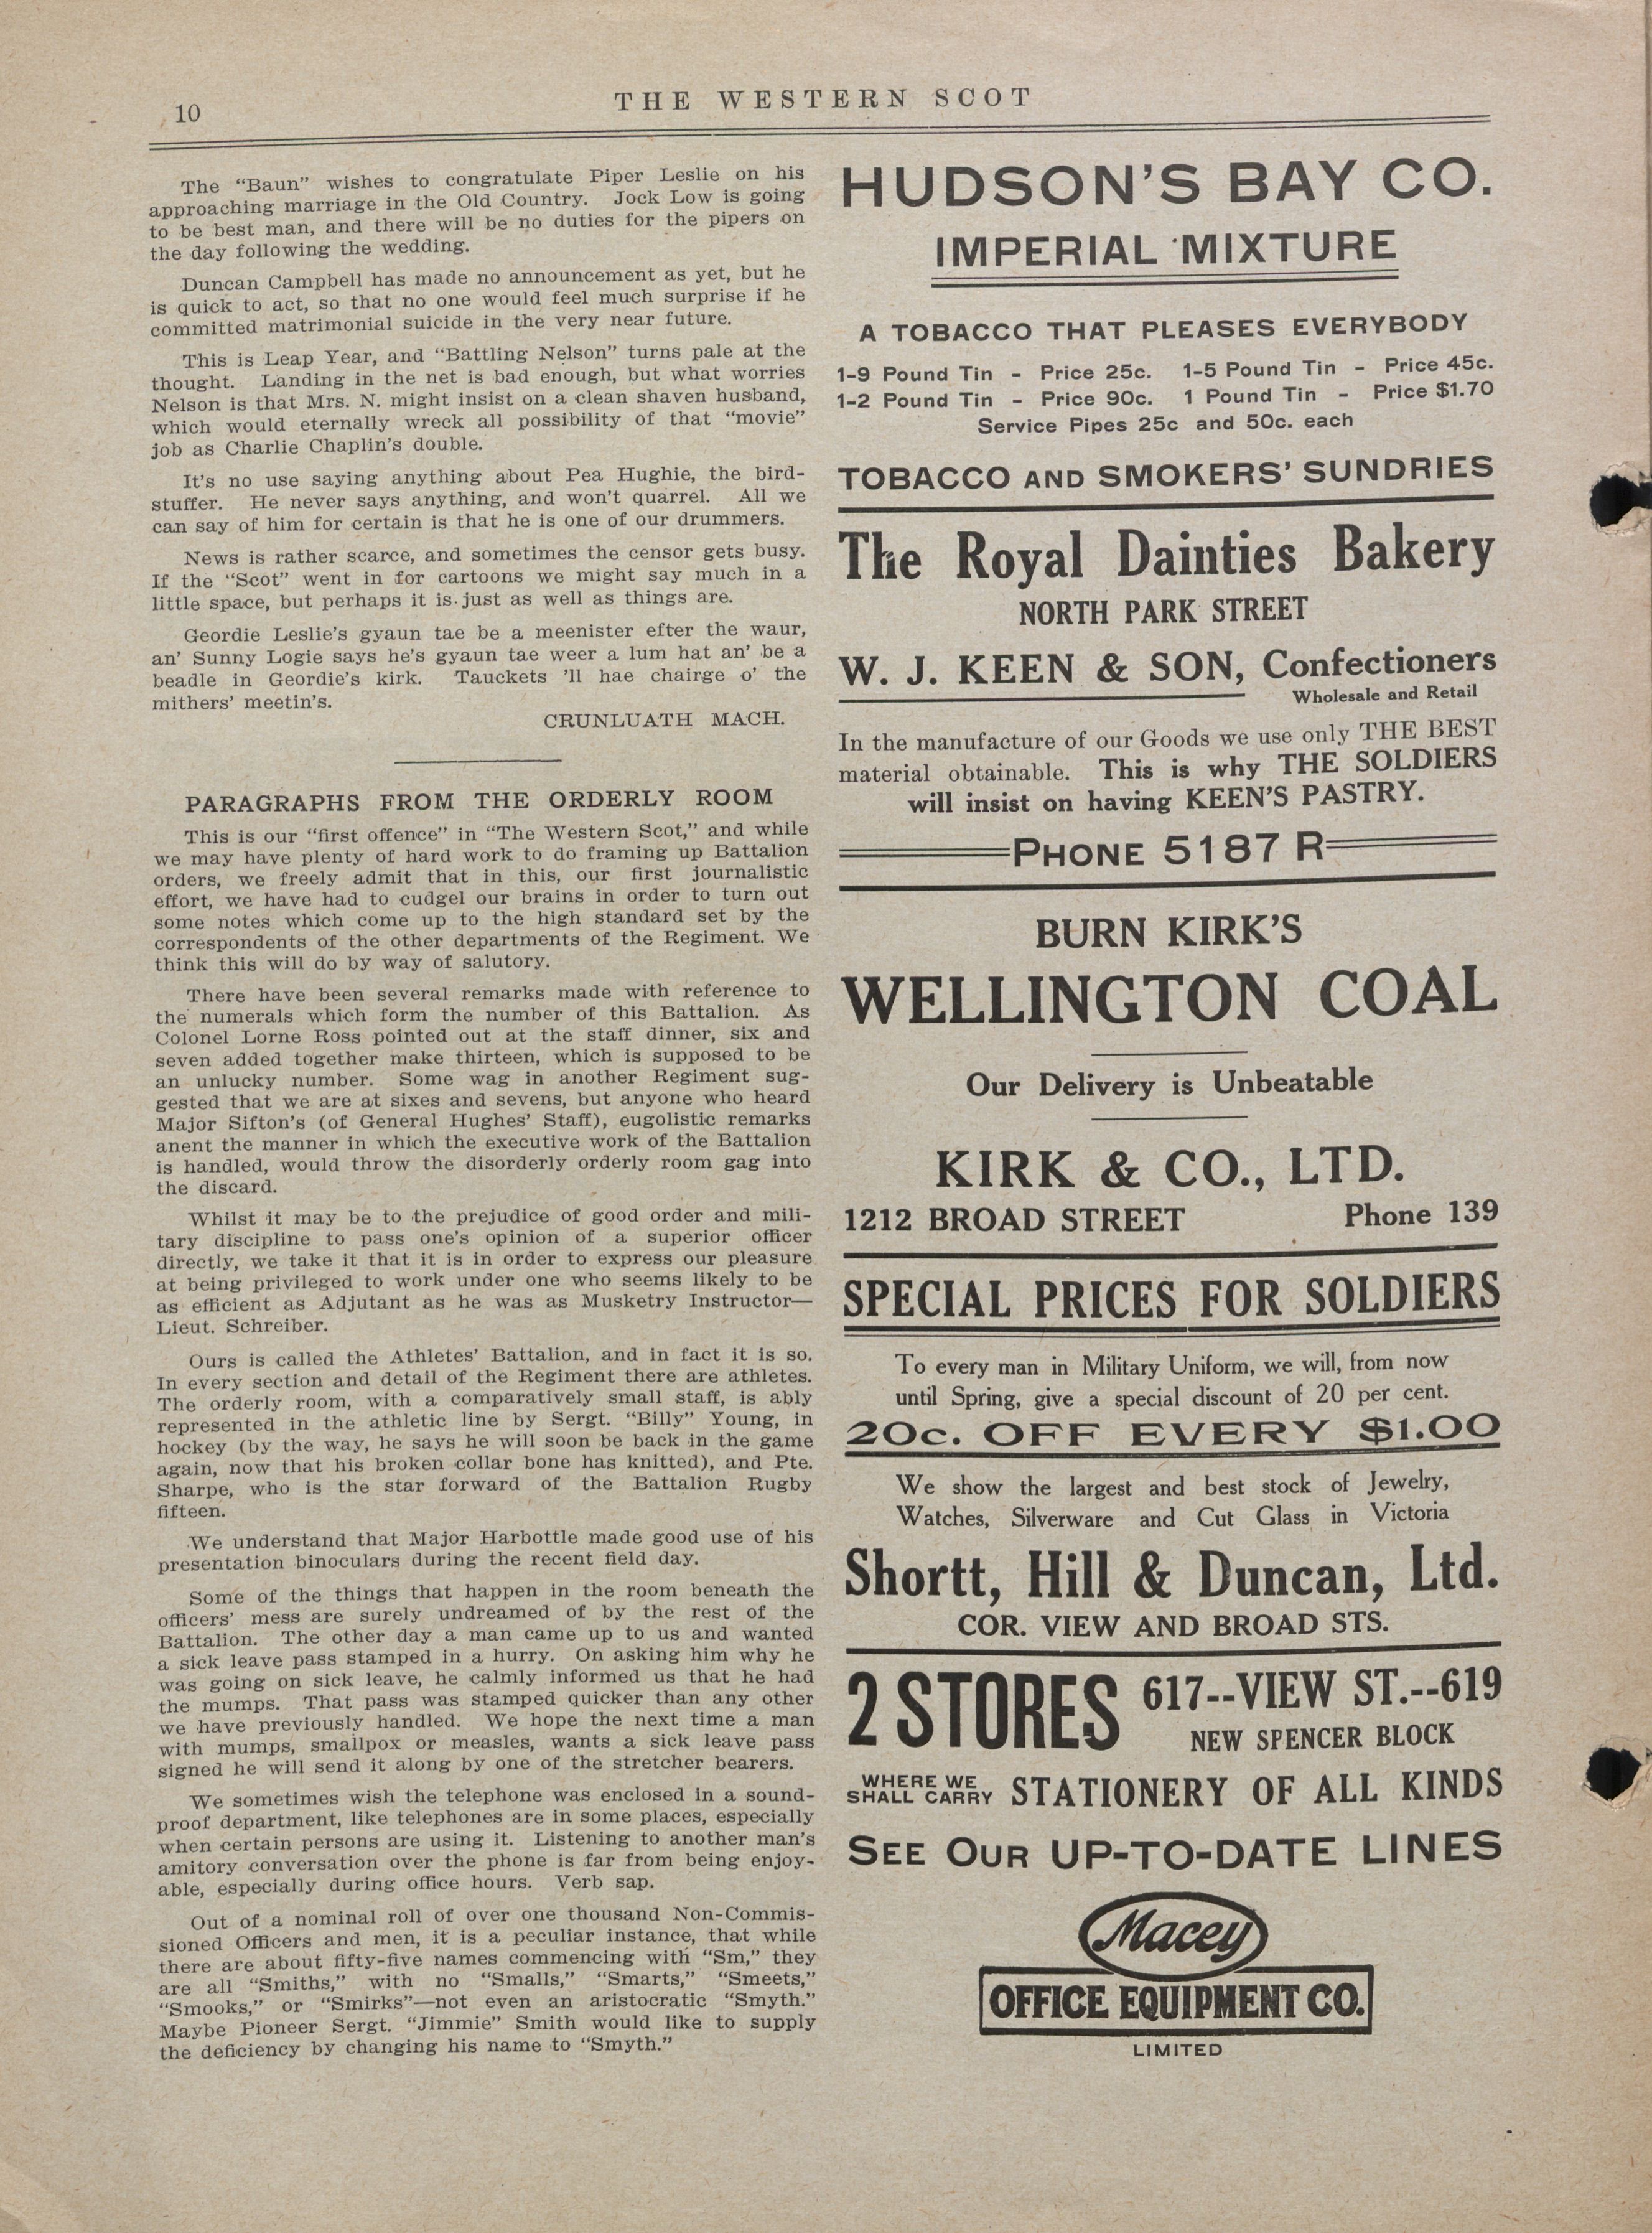 10
THE WESTERN SCOT
The "Baun" wishes to congratulate Piper Leslie on his
approaching marriage in the Old Country. Jock Low is going
to be best man, and there will be no duties for the pipers on
the day following the wedding.
Duncan Campbell has made no announcement as yet, but he
is quick to act, so that no one would feel much surprise if he
committed matrimonial suicide in the very near future.
This is Leap Year, and "Battling Nelson" turns pale at the
thought. Landing in the net is bad enough, but what worries
Nelson is that Mrs. N. might insist on a clean shaven husband,
which would eternally wreck all possibility of that "movie"
job as Charlie Chaplin's double.
It's no use saying anything about Pea Hughie, the bird-
stuffer. He never says anything, and won't quarrel. All we
can say of him for certain is that he is one of our drummers.
News is rather scarce, and sometimes the censor gets busy.
If the "Scot" went in for cartoons we might say much in a
little space, but perhaps it is just as well as things are.
Geordie Leslie's gyaun tae be a meenister efter the waur,
an' Sunny Logie says he's gyaun tae weer a lum hat an' be a
beadle in Geordie's kirk. Tauckets 'll hae chairge o' the
mithers' meetin's.
CRUNLUATH MACH.
PARAGRAPHS FROM THE ORDERLY ROOM
This is our "first offence" in "The Western Scot," and while
we may have plenty of hard work to do framing up Battalion
orders, we freely admit that in this, our first journalistic
effort, we have had to cudgel our brains in order to turn out
some notes which come up to the high standard set by the
correspondents of the other departments of the Regiment. We
think this will do by way of salutory.
There have been several remarks made with reference to
the numerals which form the number of this Battalion. As
Colonel Lorne Ross pointed out at the staff dinner, six and
seven added together make thirteen, which is supposed to be
an unlucky number. Some wag in another Regiment sug-
gested that we are at sixes and sevens, but anyone who heard
Major Sifton's (of General Hughes' Staff), eugolistic remarks
anent the manner in which the executive work of the Battalion
is handled, would throw the disorderly orderly room gag into
the discard.
Whilst it may be to the prejudice of good order and mili-
tary discipline to pass one's opinion of a superior officer
directly, we take it that it is in order to express our pleasure
at being privileged to work under one who seems likely to be
as efficient as Adjutant as he was as Musketry Instructor—
Lieut. Schreiber.
Ours is called the Athletes' Battalion, and in fact it is so.
In every section and detail of the Regiment there are athletes.
The orderly room, with a comparatively small staff, is ably
represented in the athletic line by Sergt. "Billy" Young, in
hockey (by the way, he says he will soon be back in the game
again, now that his broken collar bone has knitted), and Pte.
Sharpe, who is the star forward of the Battalion Rugby
fifteen.
We understand that Major Harbottle made good use of his
presentation binoculars during the recent field day.
Some of the things that happen in the room beneath the
officers' mess are surely undreamed of by the rest of the
Battalion. The other day a man came up to us and wanted
a sick leave pass stamped in a hurry. On asking him why he
was going on sick leave, he calmly informed us that he had
the mumps. That pass was stamped quicker than any other
we have previously handled. We hope the next time a man
with mumps, smallpox or measles, wants a sick leave pass
signed he will send it along by one of the stretcher bearers.
We sometimes wish the telephone was enclosed in a sound-
proof department, like telephones are in some places, especially
when certain persons are using it. Listening to another man's
amitory conversation over the phone is far from being enjoy-
able, especially during office hours. Verb sap.
Out of a nominal roll of over one thousand Non-Commis-
sioned Officers and men, it is a peculiar instance, that while
there are about fifty-five names commencing with "Sm," they
are all "Smiths," with no "Smalls," "Smarts," "Smeets,"
"Smooks," or "Smirks"—not even an aristocratic "Smyth."
Maybe Pioneer Sergt. "Jimmie" Smith would like to supply
the deficiency by changing his name to "Smyth."
HUDSON'S BAY CO.
IMPERIAL MIXTURE
A TOBACCO THAT PLEASES EVERYBODY
1-9 Pound Tin - Price 25c. 1-5 Pound Tin - Price 45c.
1-2 Pound Tin - Price 90c. 1 Pound Tin - Price $1.70
Service Pipes 25c and 50c. each
TOBACCO AND SMOKERS' SUNDRIES
The Royal Dainties Bakery
NORTH PARK STREET
W. J. KEEN & SON, Confectioners
Wholesale and Retail
In the manufacture of our Goods we use only THE BEST
material obtainable. This is why THE SOLDIERS
will insist on having KEEN'S PASTRY.
PHONE 5187 R
BURN KIRK'S
WELLINGTON COAL
Our Delivery is Unbeatable
KIRK & CO., LTD.
1212 BROAD STREET Phone 139
SPECIAL PRICES FOR SOLDIERS
To every man in Military Uniform, we will, from now
until Spring, give a special discount of 20 per cent.
20c. OFF EVERY $1.00
We show the largest and best stock of Jewelry,
Watches, Silverware and Cut Glass in Victoria
Shortt, Hill & Duncan, Ltd.
COR. VIEW AND BROAD STS.
2 STORES 617--VIEW ST.--619
NEW SPENCER BLOCK
WHERE WE
SHALL CARRY STATIONERY OF ALL KINDS
SEE OUR UP-TO-DATE LINES
Macey
OFFICE EQUIPMENT CO.
LIMITED